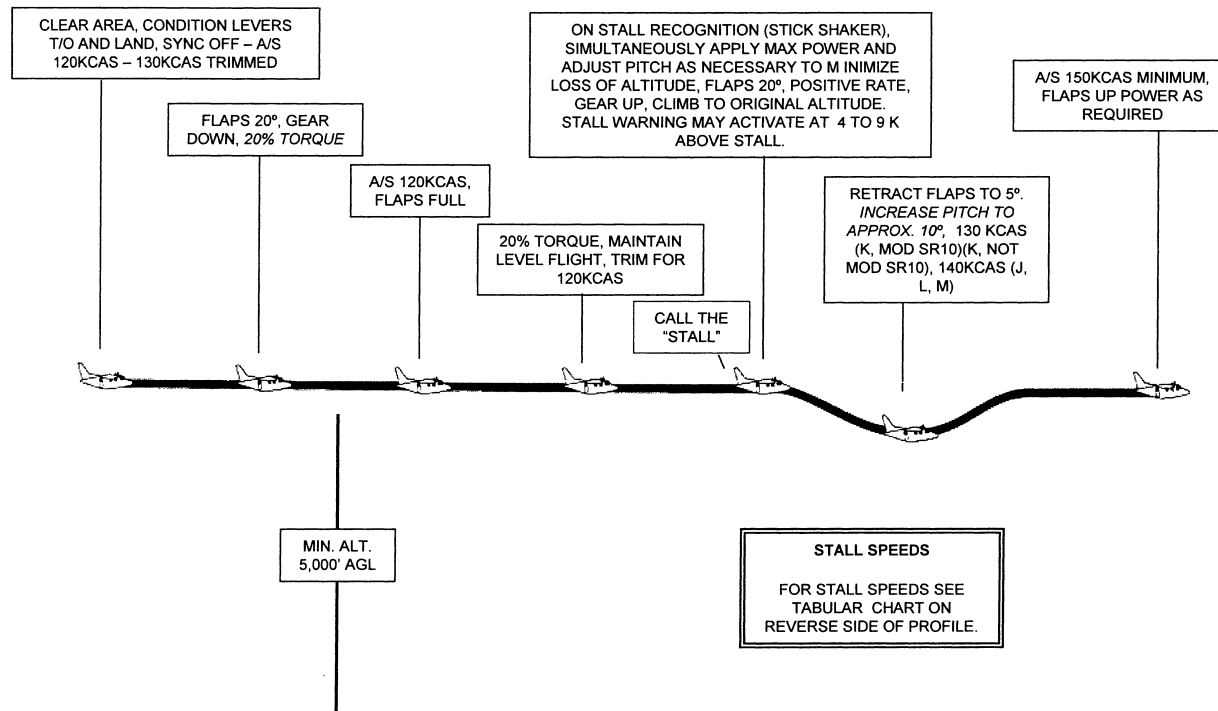 CLEAR AREA, CONDITION LEVERS
T/O AND LAND, SYNC OFF – A/S
120KCAS – 130KCAS TRIMMED
FLAPS 20º, GEAR
DOWN, 20% TORQUE
A/S 120KCAS,
FLAPS FULL
20% TORQUE, MAINTAIN
LEVEL FLIGHT, TRIM FOR
120KCAS
CALL THE
“STALL”
ON STALL RECOGNITION (STICK SHAKER),
SIMULTANEOUSLY APPLY MAX POWER AND
ADJUST PITCH AS NECESSARY TO M INIMIZE
LOSS OF ALTITUDE, FLAPS 20º, POSITIVE RATE,
GEAR UP, CLIMB TO ORIGINAL ALTITUDE.
STALL WARNING MAY ACTIVATE AT 4 TO 9 K
ABOVE STALL.
RETRACT FLAPS TO 5º.
INCREASE PITCH TO
APPROX. 10º, 130 KCAS
(K, MOD SR10)(K, NOT
MOD SR10), 140KCAS (J,
L, M)
A/S 150KCAS MINIMUM,
FLAPS UP POWER AS
REQUIRED
MIN. ALT.
5,000' AGL
STALL SPEEDS
FOR STALL SPEEDS SEE
TABULAR CHART ON
REVERSE SIDE OF PROFILE.